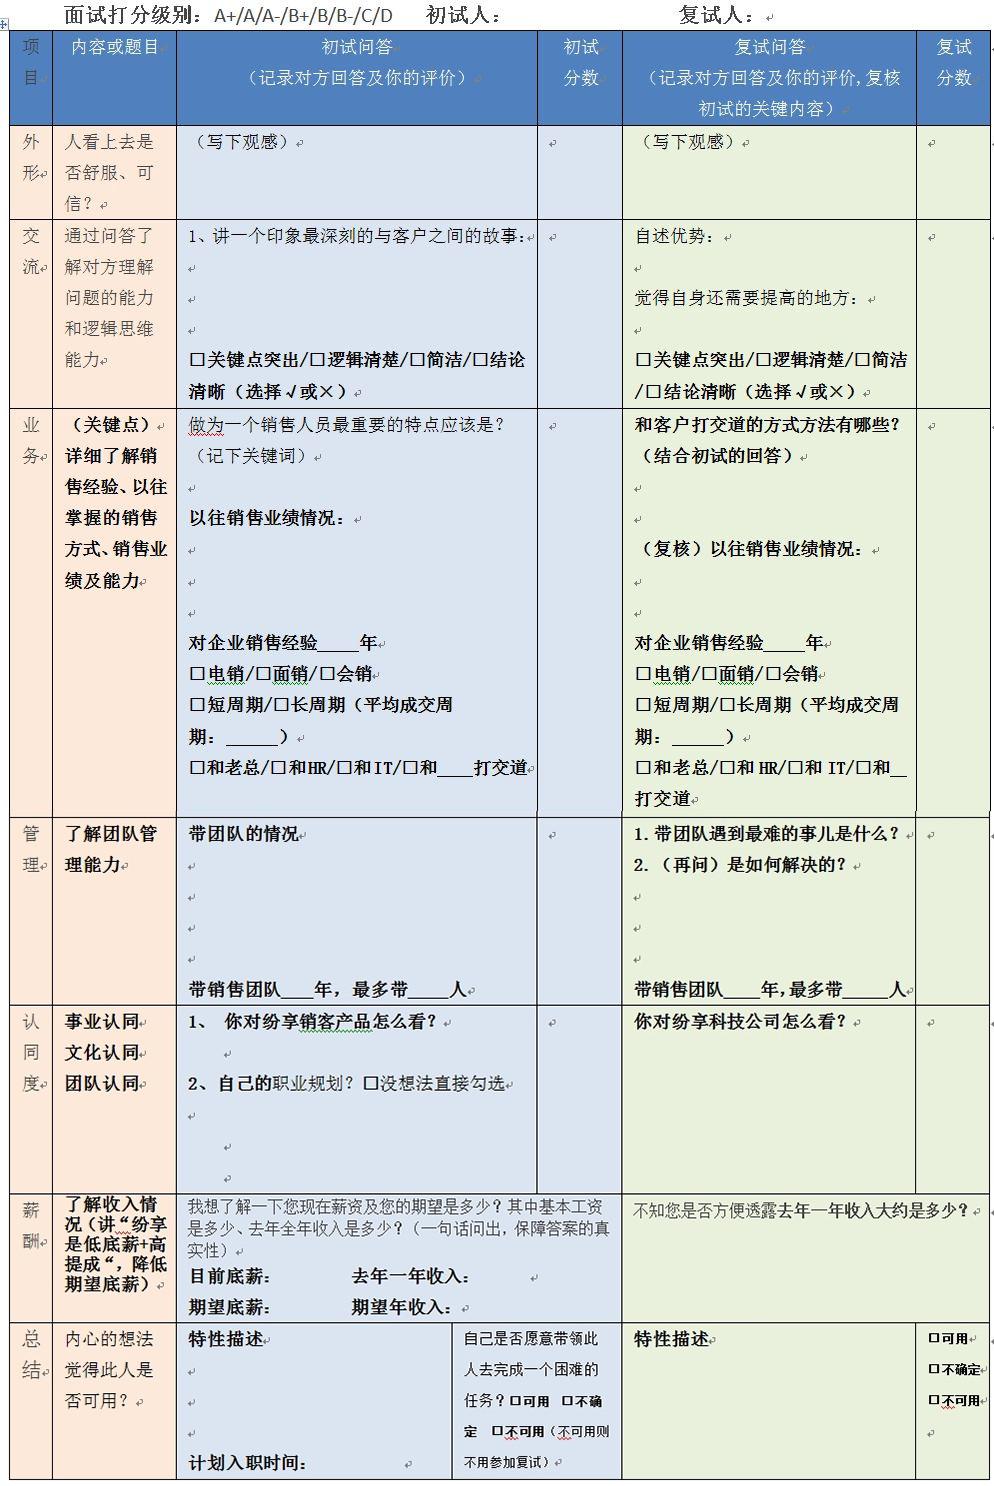 面试打分级别：A+/A/A-/B+/B/B-/C/D 初试人： 复试人：
项
目
内容或题目
初试问答
（记录对方回答及你的评价）
初试
分数
复试问答
（记录对方回答及你的评价,复核
初试的关键内容）
复试
分数
外
形
人看上去是
否舒服、可
信？
（写下观感）
（写下观感）
交
流
通过问答了
解对方理解
问题的能力
和逻辑思维
能力
1、讲一个印象最深刻的与客户之间的故事：
□关键点突出/□逻辑清楚/□简洁/□结论
清晰（选择√或×）
自述优势：
觉得自身还需要提高的地方：
□关键点突出/□逻辑清楚/□简洁
/□结论清晰（选择√或×）
业
务
（关键点）
详细了解销
售经验、以往
掌握的销售
方式、销售业
绩及能力
做为一个销售人员最重要的特点应该是？
（记下关键词）
以往销售业绩情况：
对企业销售经验____年
□电销/□面销/□会销
□短周期/□长周期（平均成交周
期：_____）
□和老总/□和HR/□和IT/□和___打交道
和客户打交道的方式方法有哪些？
（结合初试的回答）
（复核）以往销售业绩情况：
对企业销售经验____年
□电销/□面销/□会销
□短周期/□长周期（平均成交周
期：_____）
□和老总/□和 HR/□和 IT/□和__
打交道
管
理
了解团队管
理能力
带团队的情况
带销售团队___年，最多带____人
1.带团队遇到最难的事儿是什么？
2.（再问）是如何解决的？
带销售团队___年,最多带____人
认
同
度
事业认同
文化认同
团队认同
1、 你对纷享销客产品怎么看？
2、自己的职业规划？□没想法直接勾选
你对纷享科技公司怎么看？
薪
酬
了解收入情
况（讲“纷享
是低底薪+高
提成“，降低
期望底薪）
我想了解一下您现在薪资及您的期望是多少？其中基本工资
是多少、去年全年收入是多少？（一句话问出，保障答案的真
实性）
目前底薪： 去年一年收入：
期望底薪： 期望年收入：
不知您是否方便透露去年一年收入大约是多少？
总
结
内心的想法
觉得此人是
否可用？
特性描述
计划入职时间：
自己是否愿意带领此
人去完成一个困难的
任务？□可用 □不确
定 □不可用（不可用则
不用参加复试）
特性描述
□可用
□不确定
□不可用